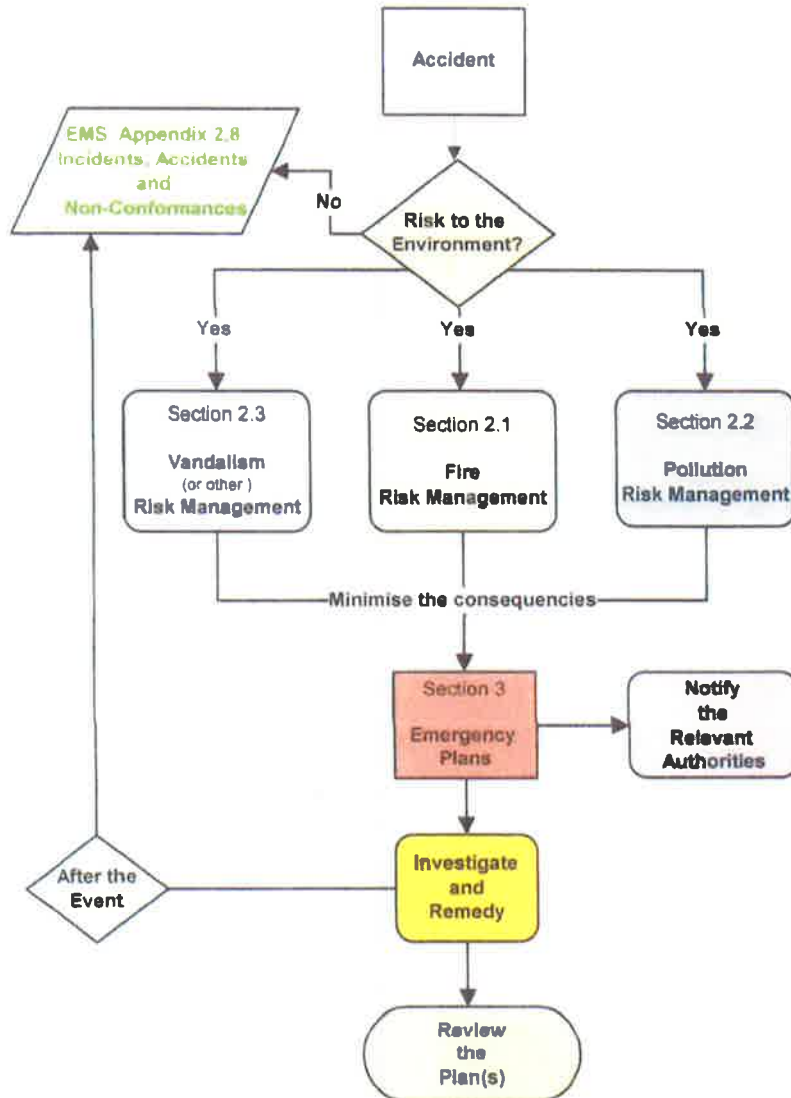 Accident
EMS Appendix 2.8
Incidents, Accidents
and
Non-Conformances
No
Risk to the
Environment?
Yes
Yes
Yes
Section 2.3
Vandalism
(or other )
Risk Management
Section 2.1
Fire
Risk Management
Section 2.2
Pollution
Risk Management
Minimise the consequencies
Section 3
Emergency
Plans
Notify
the
Relevant
Authorities
After the
Event
Investigate
and
Remedy
Review
the
Plan(s)